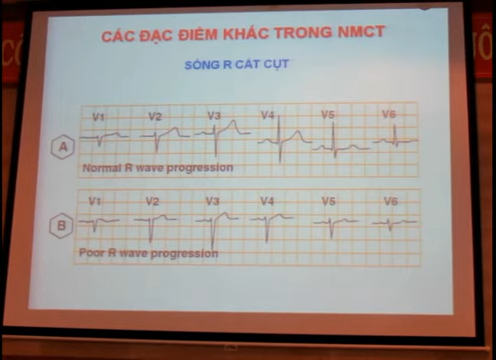 CÁC ĐẶC ĐIỂM KHÁC TRONG NMCT
SÓNG R CẮT CỤT
V1 V2 V3 V4 V5 V6
A
Normal R wave progression
V1 V2 V3 V4 V5 V6
B
Poor R wave progression